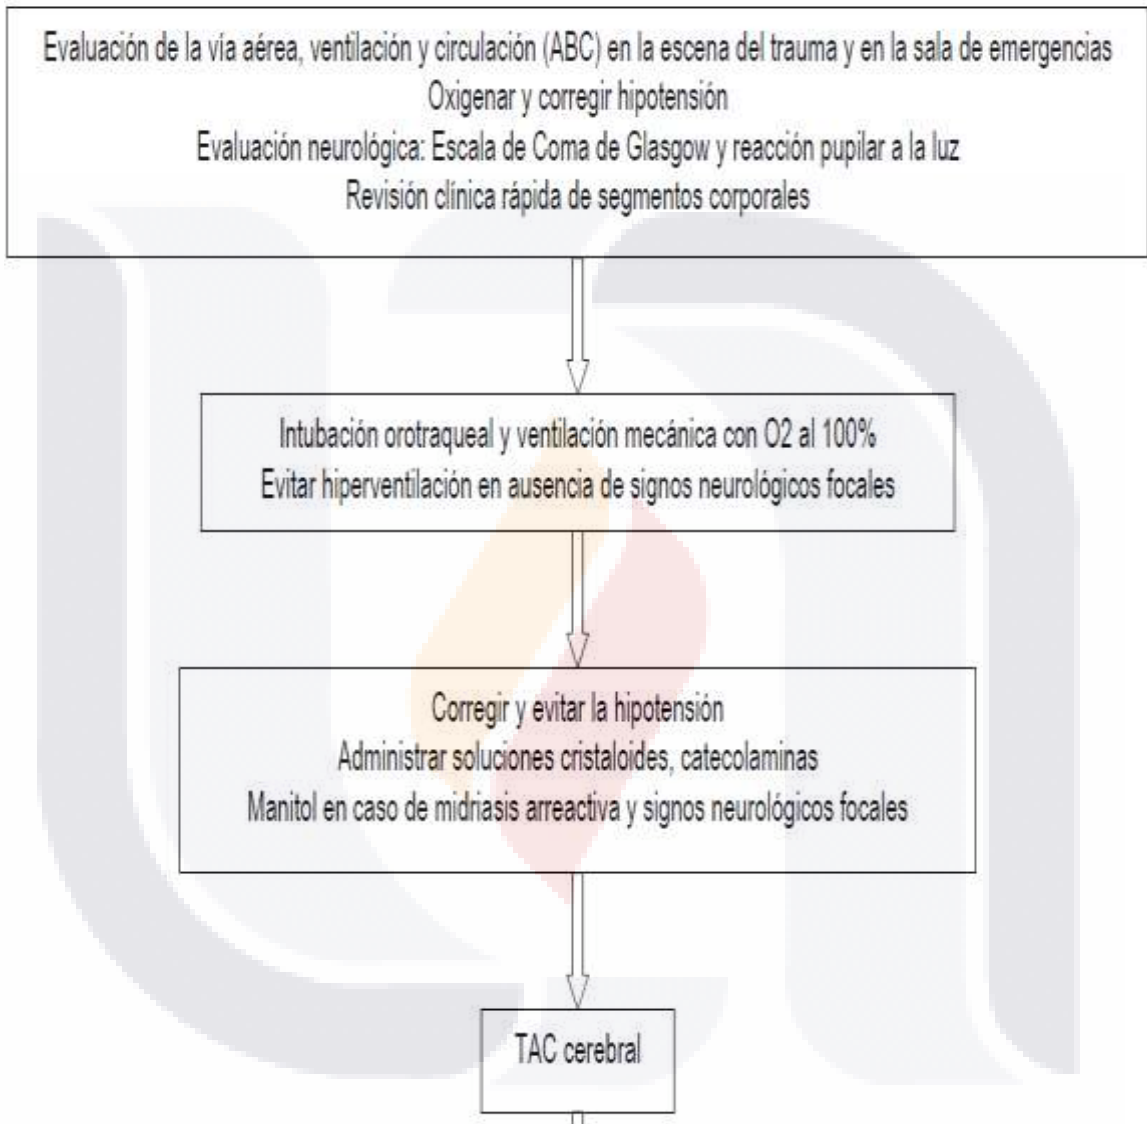 Evaluación de la vía aérea, ventilación y circulación (ABC) en la escena del trauma y en la sala de emergencias
Oxigenar y corregir hipotensión
Evaluación neurológica: Escala de Coma de Glasgow y reacción pupilar a la luz
Revisión clínica rápida de segmentos corporales
Intubación orotraqueal y ventilación mecánica con O2 al 100%
Evitar hiperventilación en ausencia de signos neurológicos focales
Corregir y evitar la hipotensión
Administrar soluciones cristaloides, catecolaminas
Manitol en caso de midriasis arreactiva y signos neurológicos focales
TAC cerebral